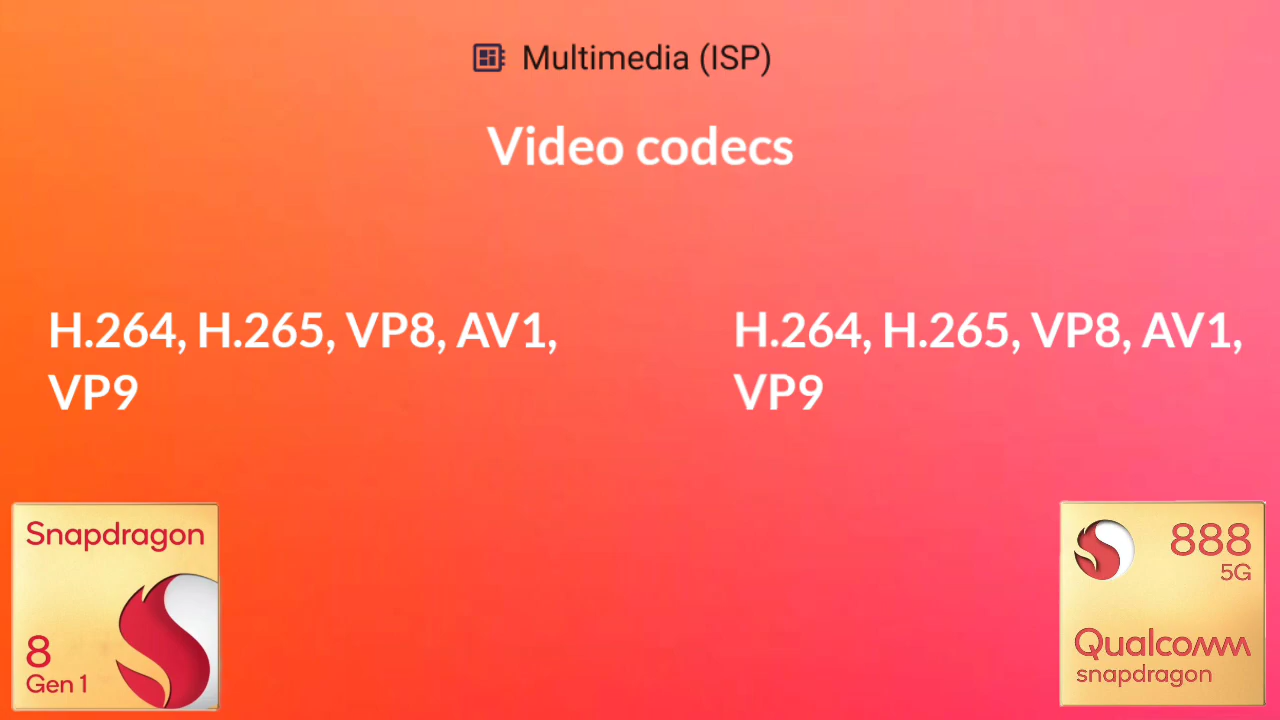 Multimedia (ISP)
Video codecs
H.264, H.265, VP8, AV1,
VP9
H.264, H.265, VP8, AV1,
VP9
Snapdragon
8
Gen 1
888
5G
Qualcomm
snapdragon